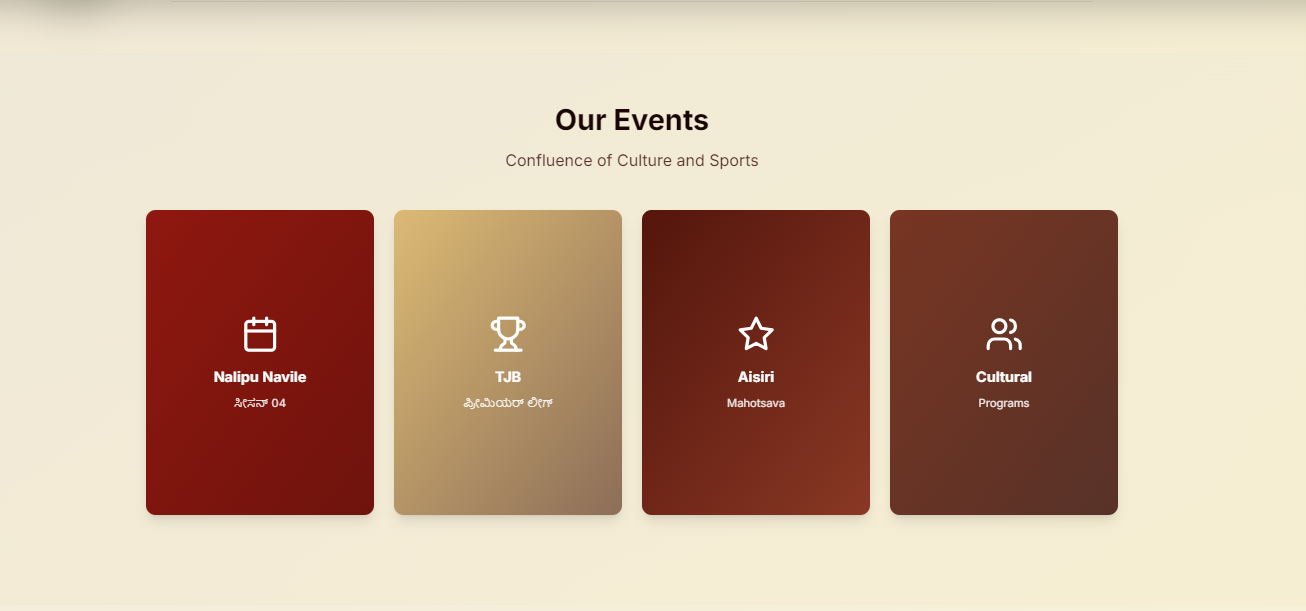 Our Events
Confluence of Culture and Sports
Nalipu Navile
ಸೀಸನ್ 04
TJB
ಪ್ರೀಮಿಯರ್ ಲೀಗ್
Aisiri
Mahotsava
Cultural
Programs